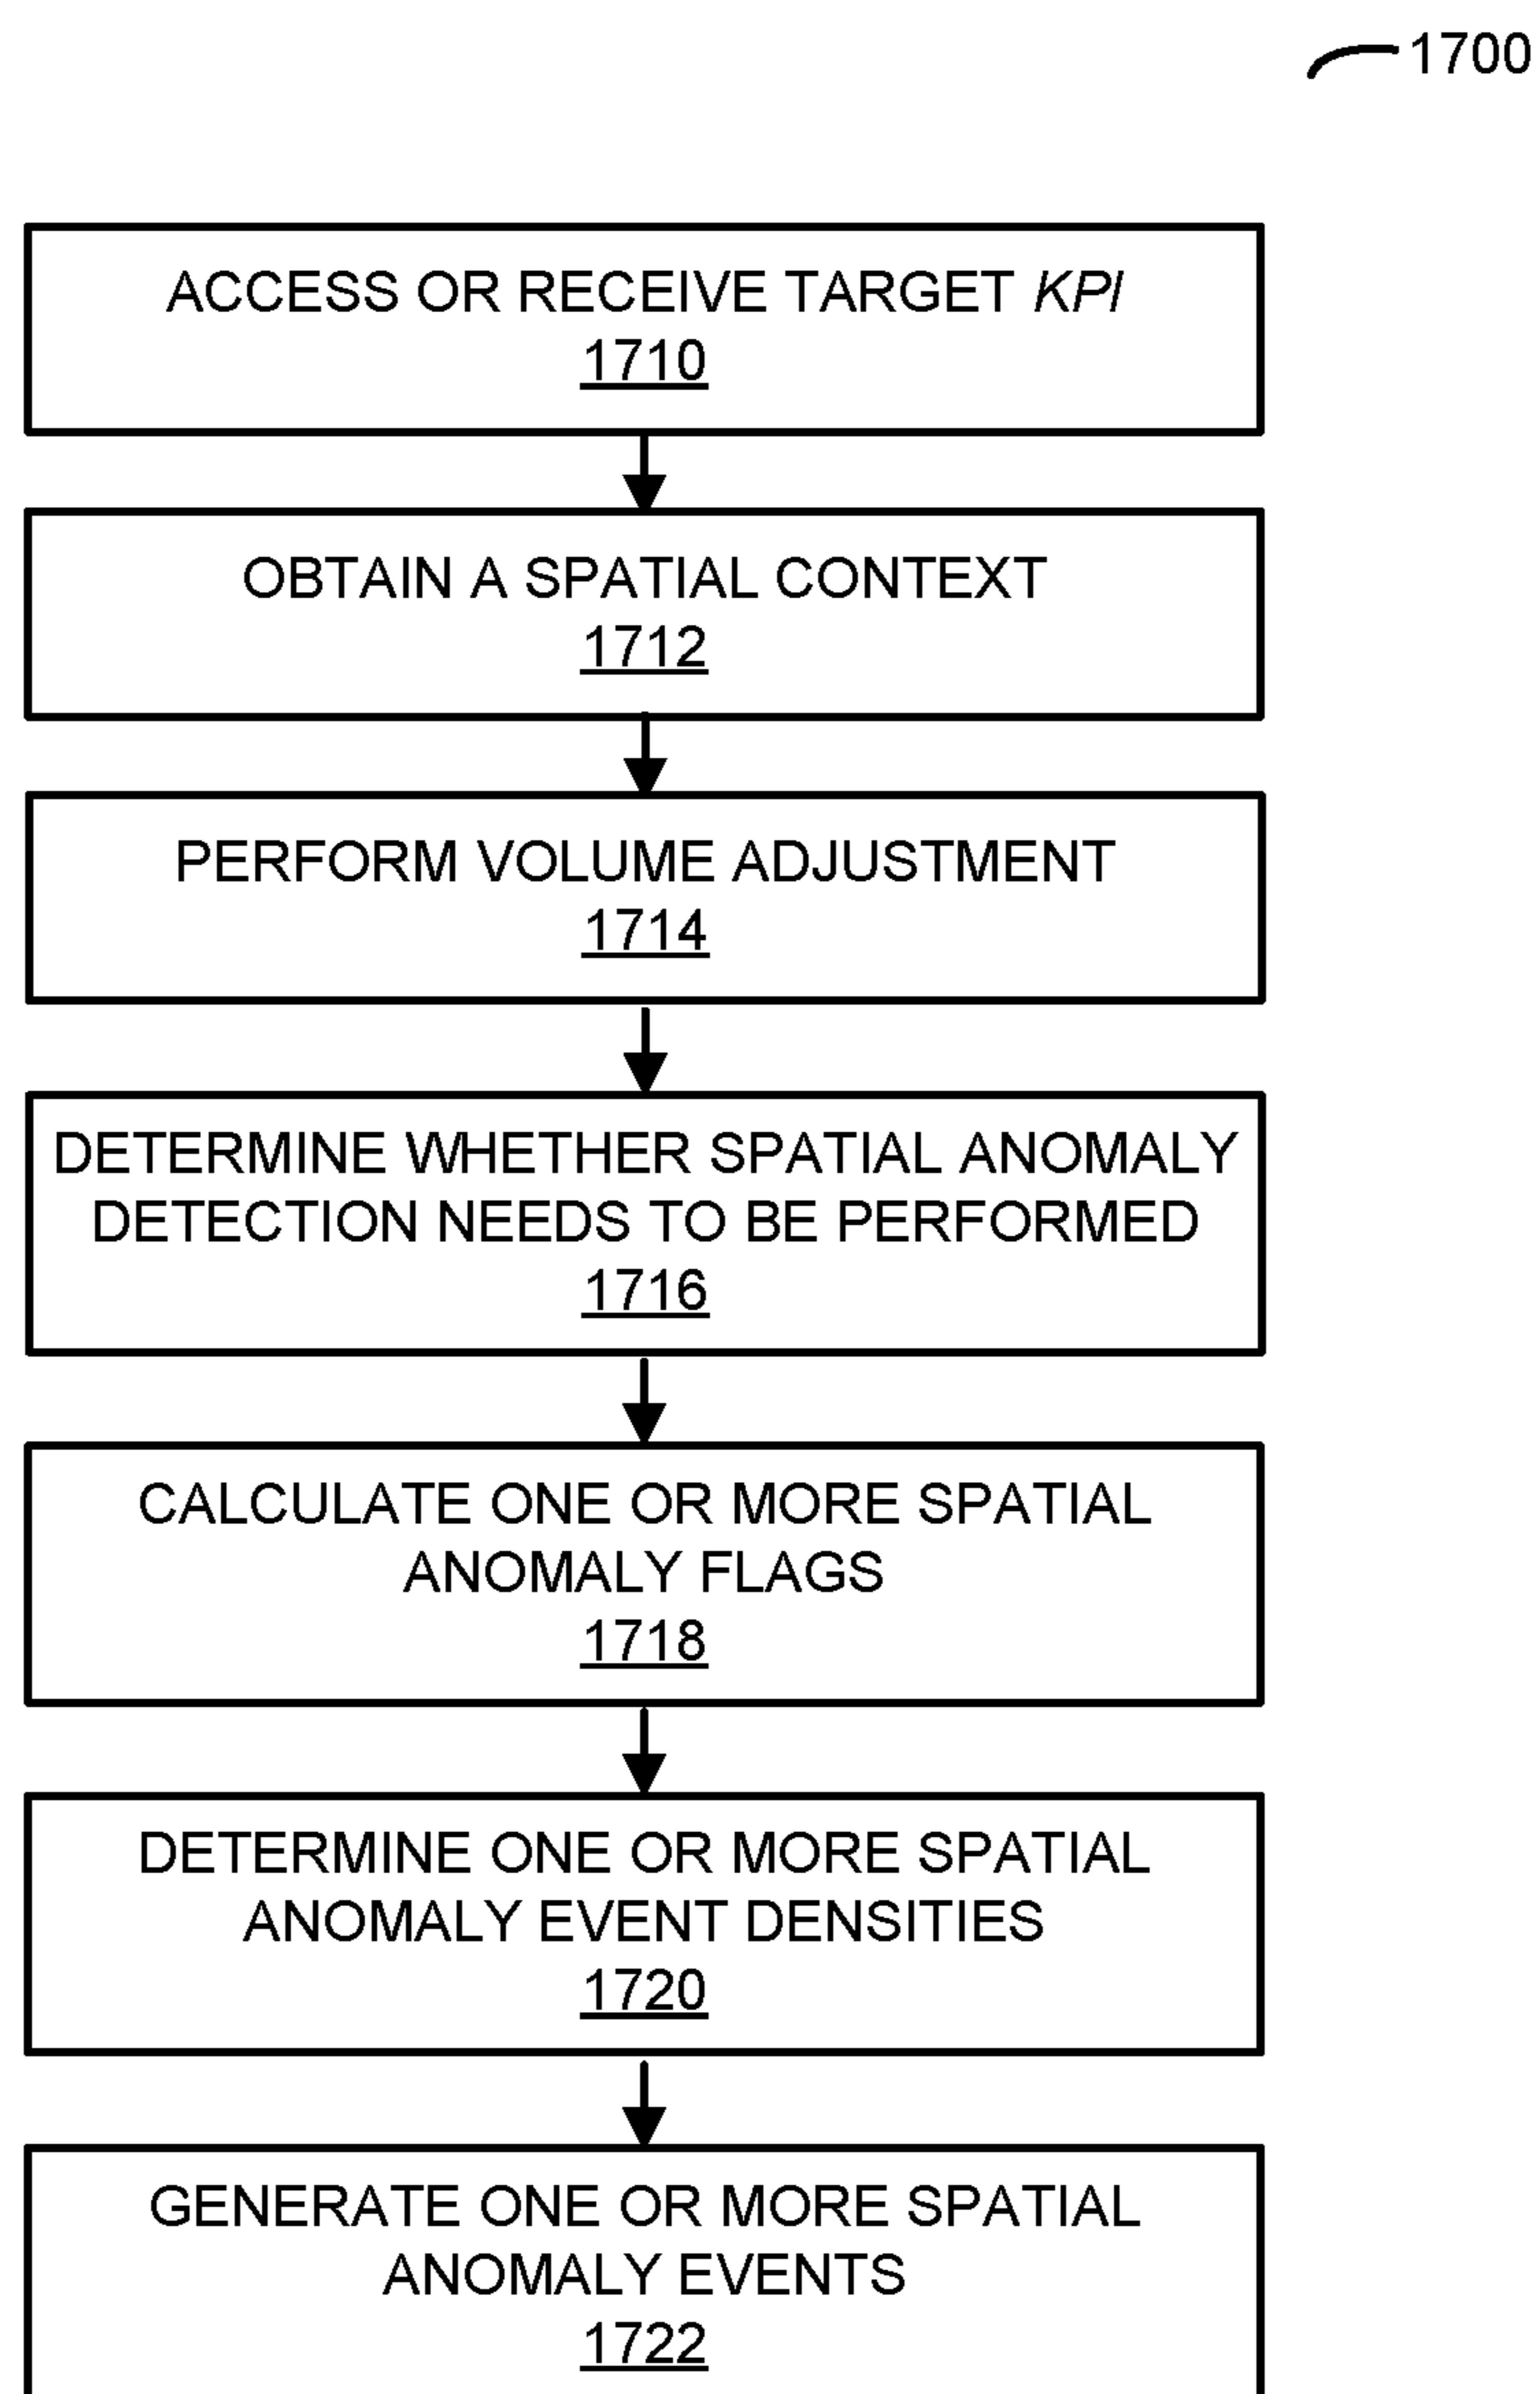 1700
ACCESS OR RECEIVE TARGET KPI
1710
OBTAIN A SPATIAL CONTEXT
1712
PERFORM VOLUME ADJUSTMENT
1714
DETERMINE WHETHER SPATIAL ANOMALY
DETECTION NEEDS TO BE PERFORMED
1716
CALCULATE ONE OR MORE SPATIAL
ANOMALY FLAGS
1718
DETERMINE ONE OR MORE SPATIAL
ANOMALY EVENT DENSITIES
1720
GENERATE ONE OR MORE SPATIAL
ANOMALY EVENTS
1722